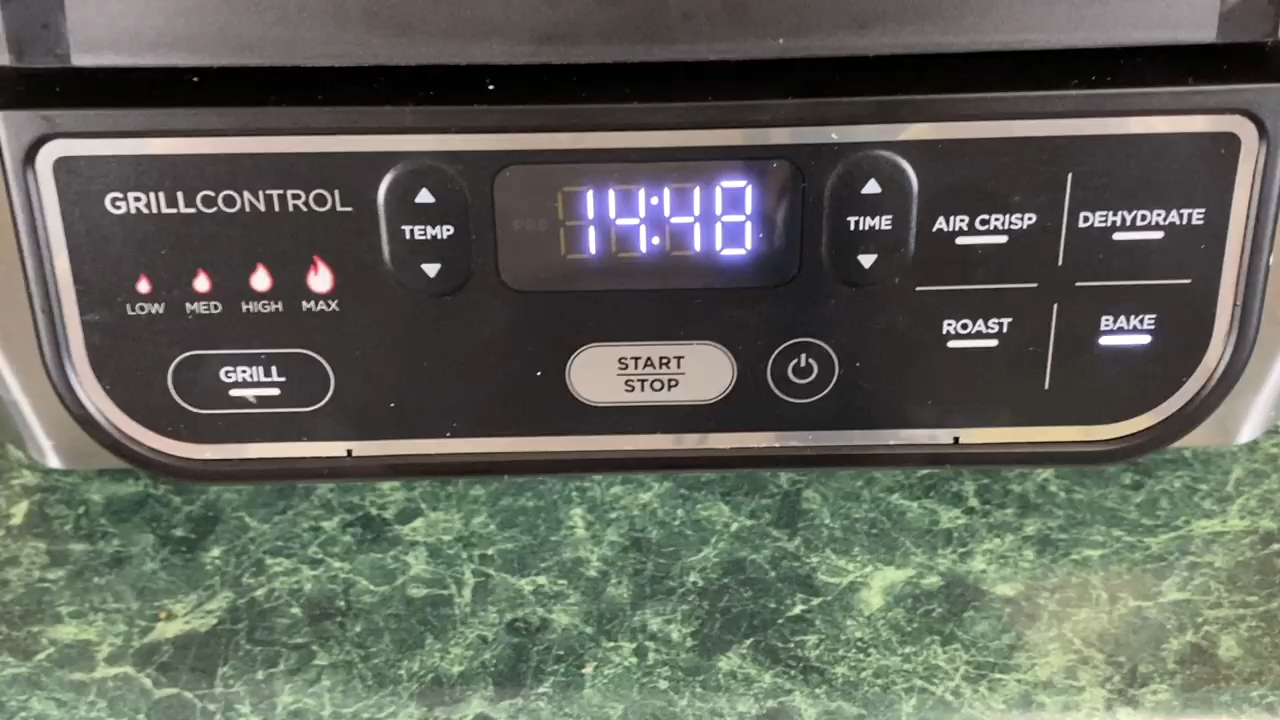 GRILLCONTROL
TEMP
14:48
TIME
AIR CRISP
DEHYDRATE
LOW MED HIGH MAX
ROAST
BAKE
GRILL
START
STOP